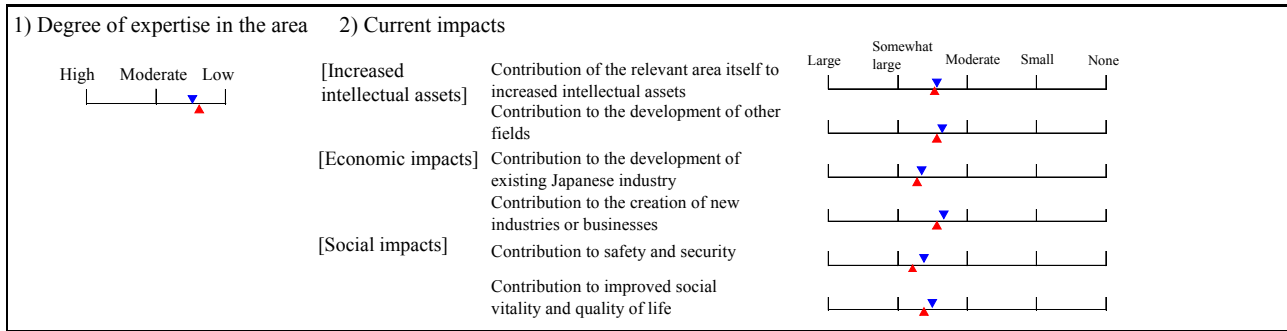 1) Degree of expertise in the area 2) Current impacts
High Moderate Low
[Increased
intellectual assets]
Contribution of the relevant area itself to
increased intellectual assets
Large Somewhat
large Moderate Small None
Contribution to the development of other
fields
[Economic impacts]
Contribution to the development of
existing Japanese industry
Contribution to the creation of new
industries or businesses
[Social impacts]
Contribution to safety and security
Contribution to improved social
vitality and quality of life